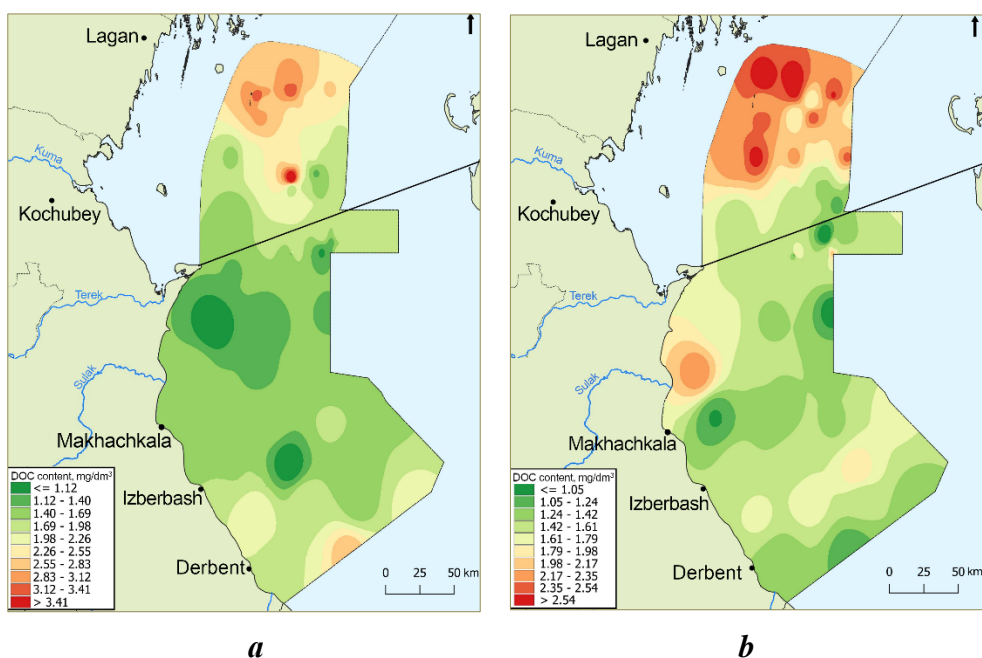 Lagan
Kuma
Kochubey
Terek
Sulak
Makhachkala
Izberbash
Derbent
DOC content, mg/dm³
<= 1.12
1.12 - 1.40
1.40 - 1.69
1.69 - 1.98
1.98 - 2.26
2.26 - 2.55
2.55 - 2.83
2.83 - 3.12
3.12 - 3.41
> 3.41
0 25 50 km
a
Lagan
Kuma
Kochubey
Terek
Sulak
Makhachkala
Izberbash
Derbent
DOC content, mg/dm³
<= 1.05
1.05 - 1.24
1.24 - 1.42
1.42 - 1.61
1.61 - 1.79
1.79 - 1.98
1.98 - 2.17
2.17 - 2.35
2.35 - 2.54
> 2.54
0 25 50 km
b